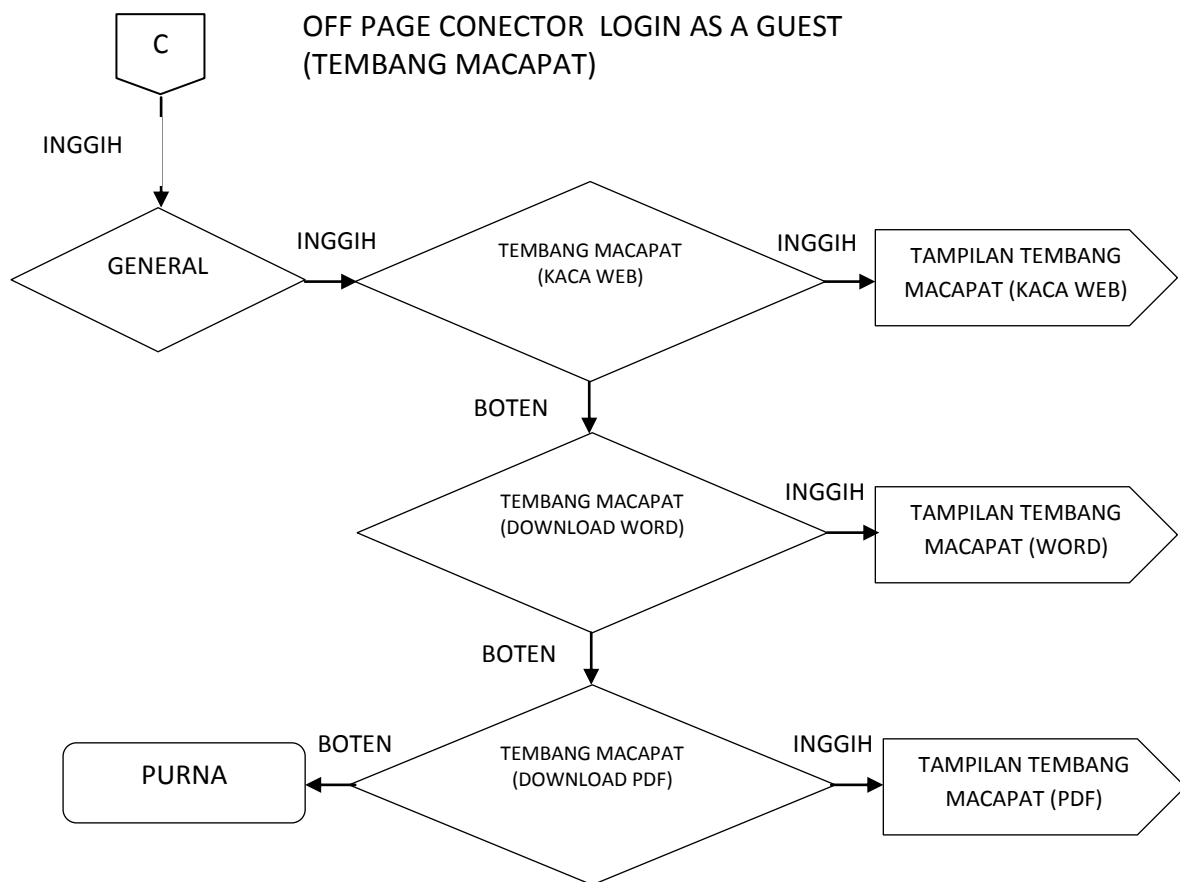 C
OFF PAGE CONECTOR LOGIN AS A GUEST
(TEMBANG MACAPAT)
INGGIH
GENERAL
INGGIH
TEMBANG MACAPAT
(KACA WEB)
INGGIH
TAMPILAN TEMBANG
MACAPAT (KACA WEB)
BOTEN
TEMBANG MACAPAT
(DOWNLOAD WORD)
INGGIH
TAMPILAN TEMBANG
MACAPAT (WORD)
BOTEN
PURNA
BOTEN
TEMBANG MACAPAT
(DOWNLOAD PDF)
INGGIH
TAMPILAN TEMBANG
MACAPAT (PDF)